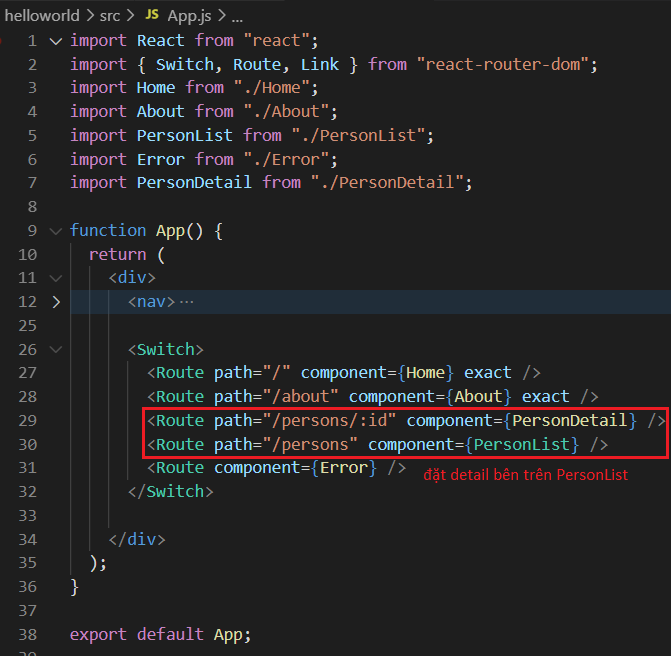 helloworld > src > JS App.js > ...
1 import React from "react";
2 import { Switch, Route, Link } from "react-router-dom";
3 import Home from "./Home";
4 import About from "./About";
5 import PersonList from "./PersonList";
6 import Error from "./Error";
7 import PersonDetail from "./PersonDetail";
8
9 function App() {
10 return (
11 <div>
12 <nav> ...
25
26 <Switch>
27 <Route path="/" component={Home} exact />
28 <Route path="/about" component={About} exact />
29 <Route path="/persons/:id" component={PersonDetail} />
30 <Route path="/persons" component={PersonList} />
31 <Route component={Error} /> đặt detail bên trên PersonList
32 </Switch>
33
34 </div>
35 );
36 }
37
38 export default App;